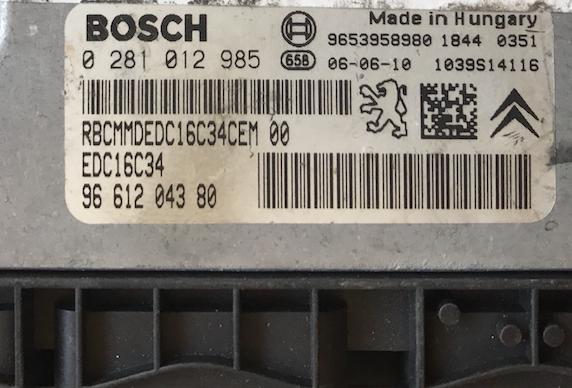 BOSCH
Made in Hungary
9653958980 1844 0351
0 281 012 985
658 06-06-10 1039S14116
RBCMMDEDC16C34CEM 00
EDC16C34
96 612 043 80